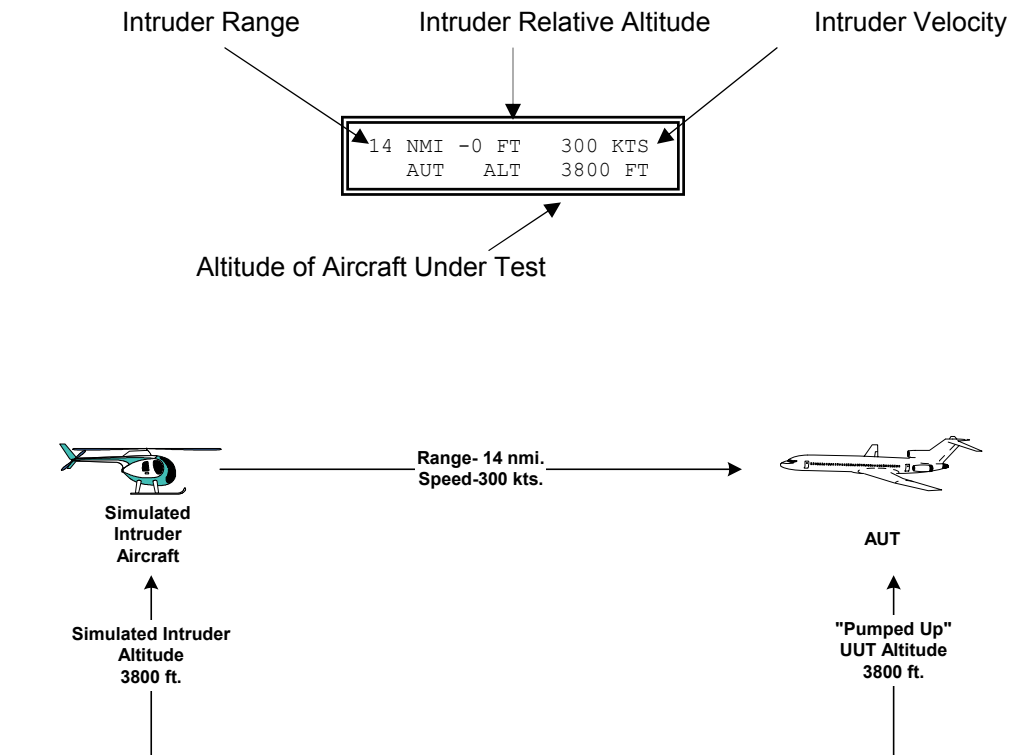 Intruder Range
Intruder Relative Altitude
Intruder Velocity
14 NMI -0 FT 300 KTS
AUT ALT 3800 FT
Altitude of Aircraft Under Test
Range- 14 nmi.
Speed-300 kts.
Simulated
Intruder
Aircraft
AUT
Simulated Intruder
Altitude
3800 ft.
"Pumped Up"
UUT Altitude
3800 ft.